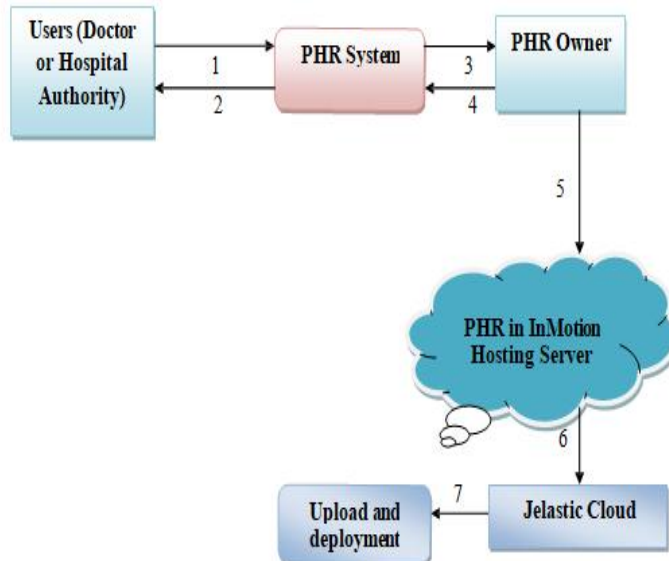 Users (Doctor
or Hospital
Authority)
1
2
PHR System
3
4
PHR Owner
5
PHR in InMotion
Hosting Server
6
Jelastic Cloud
7
Upload and
deployment